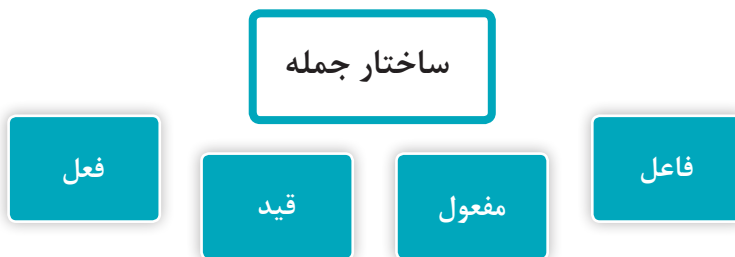 ساختار جمله
فاعل
مفعول
قید
فعل